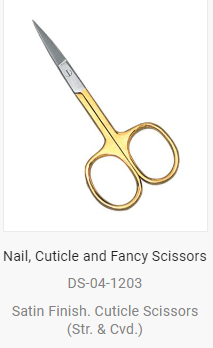 Nail, Cuticle and Fancy Scissors
DS-04-1203
Satin Finish. Cuticle Scissors
(Str. & Cvd.)